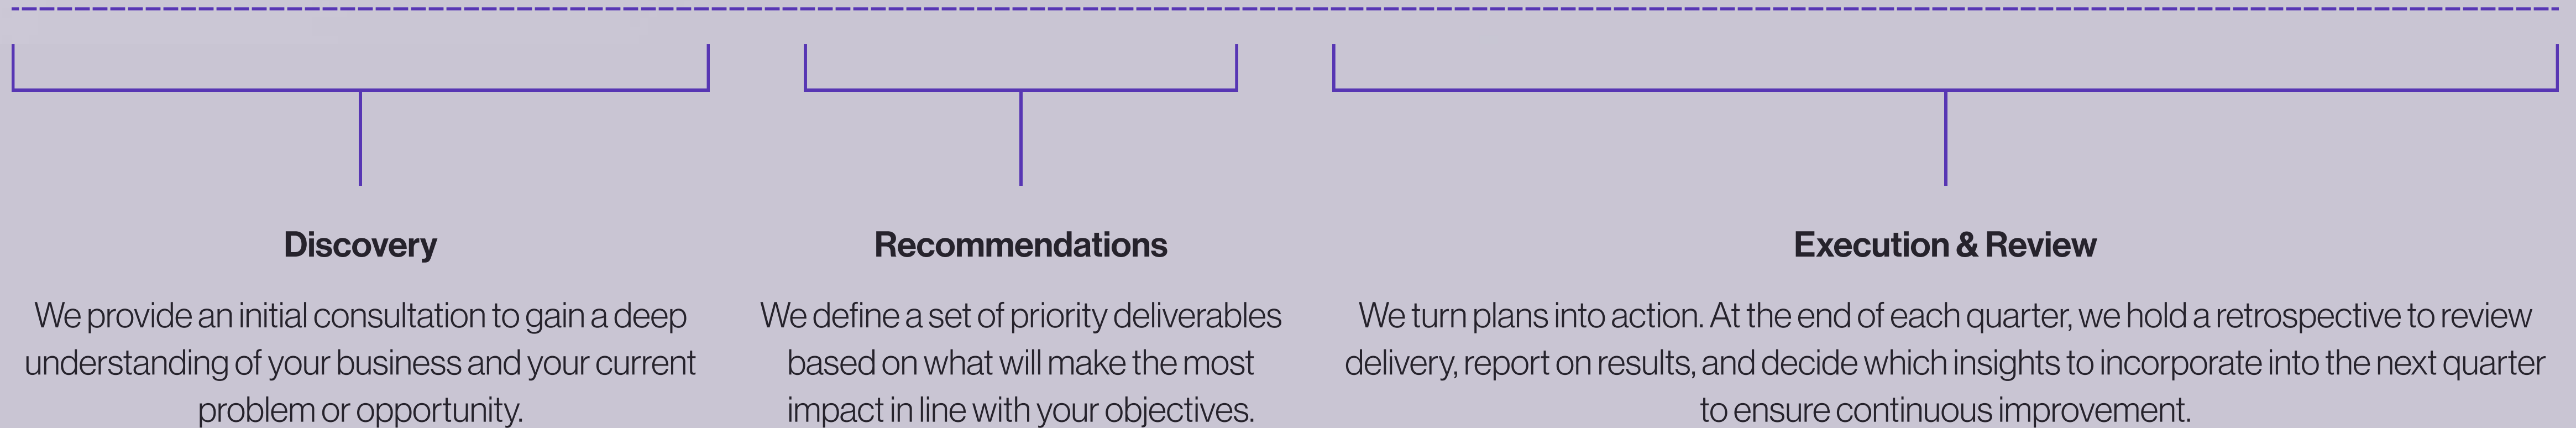 Discovery
We provide an initial consultation to gain a deep
understanding of your business and your current
problem or opportunity.
Recommendations
We define a set of priority deliverables
based on what will make the most
impact in line with your objectives.
Execution & Review
We turn plans into action. At the end of each quarter, we hold a retrospective to review
delivery, report on results, and decide which insights to incorporate into the next quarter
to ensure continuous improvement.